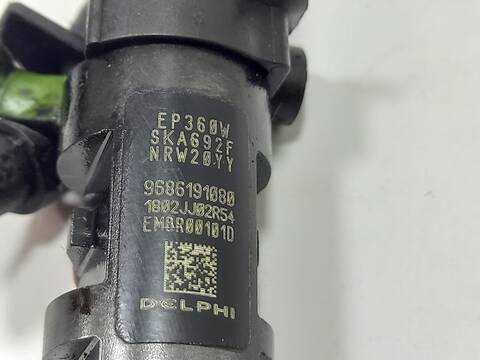 EP360W
SKA692F
NRW20YY
9686191080
1802JJ02R54
EMBR00101D
DELPHI